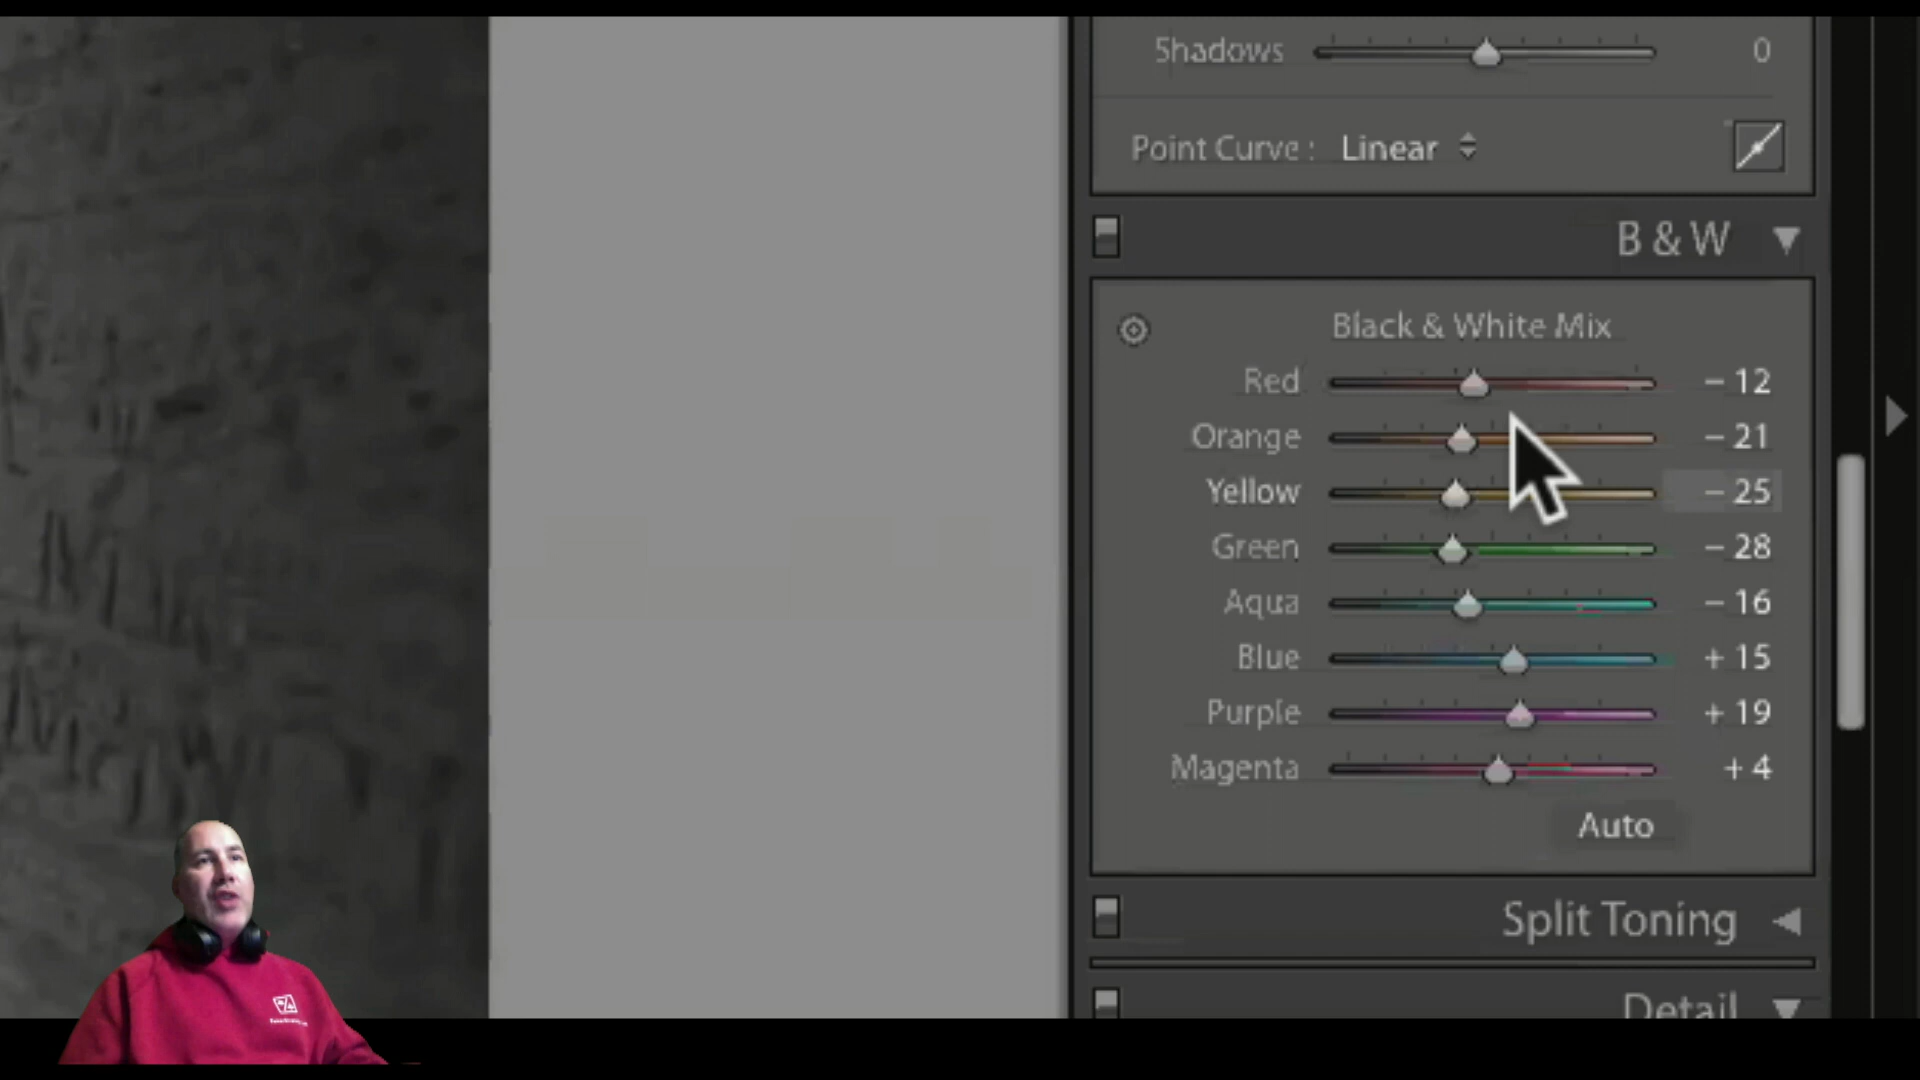 Shadows 0
Point Curve : Linear
B & W
Black & White Mix
Red − 12
Orange − 21
Yellow − 25
Green − 28
Aqua − 16
Blue + 15
Purple + 19
Magenta + 4
Auto
Split Toning
Detail